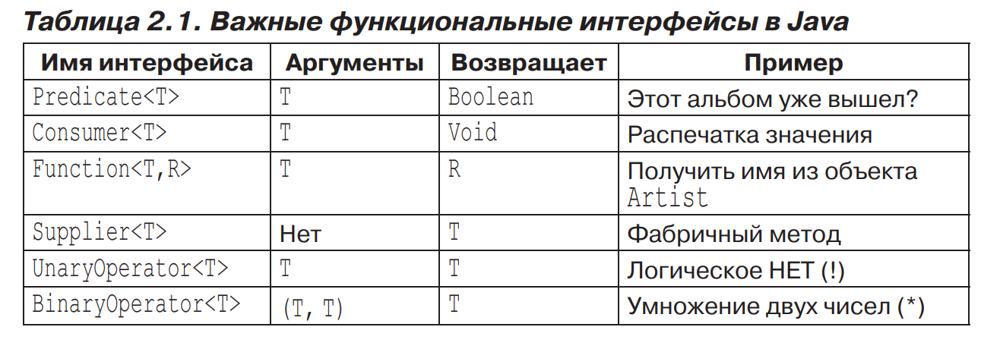 Таблица 2.1. Важные функциональные интерфейсы в Java
Имя интерфейса Аргументы Возвращает Пример
Predicate<T> T Boolean Этот альбом уже вышел?
Consumer<T> T Void Распечатка значения
Function<T,R> T R Получить имя из объекта
Artist
Supplier<T> Нет T Фабричный метод
UnaryOperator<T> T T Логическое НЕТ (!)
BinaryOperator<T> (T, T) T Умножение двух чисел (*)